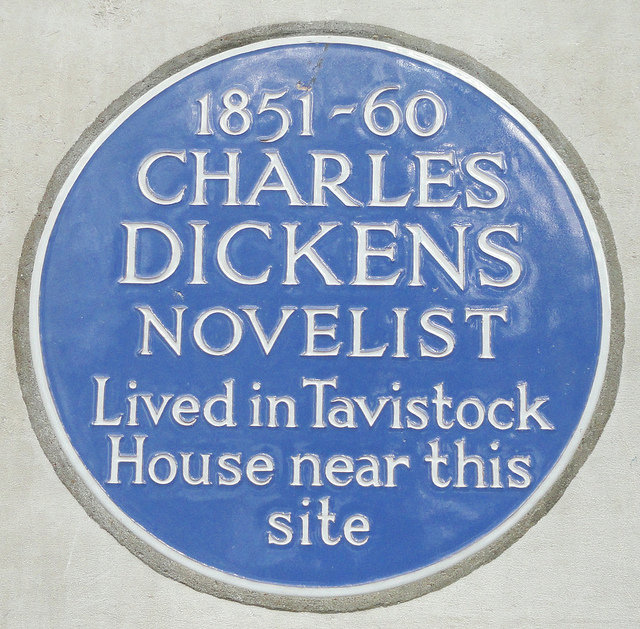 1851-60
CHARLES
DICKENS
NOVELIST
Lived in Tavistock
House near this
site